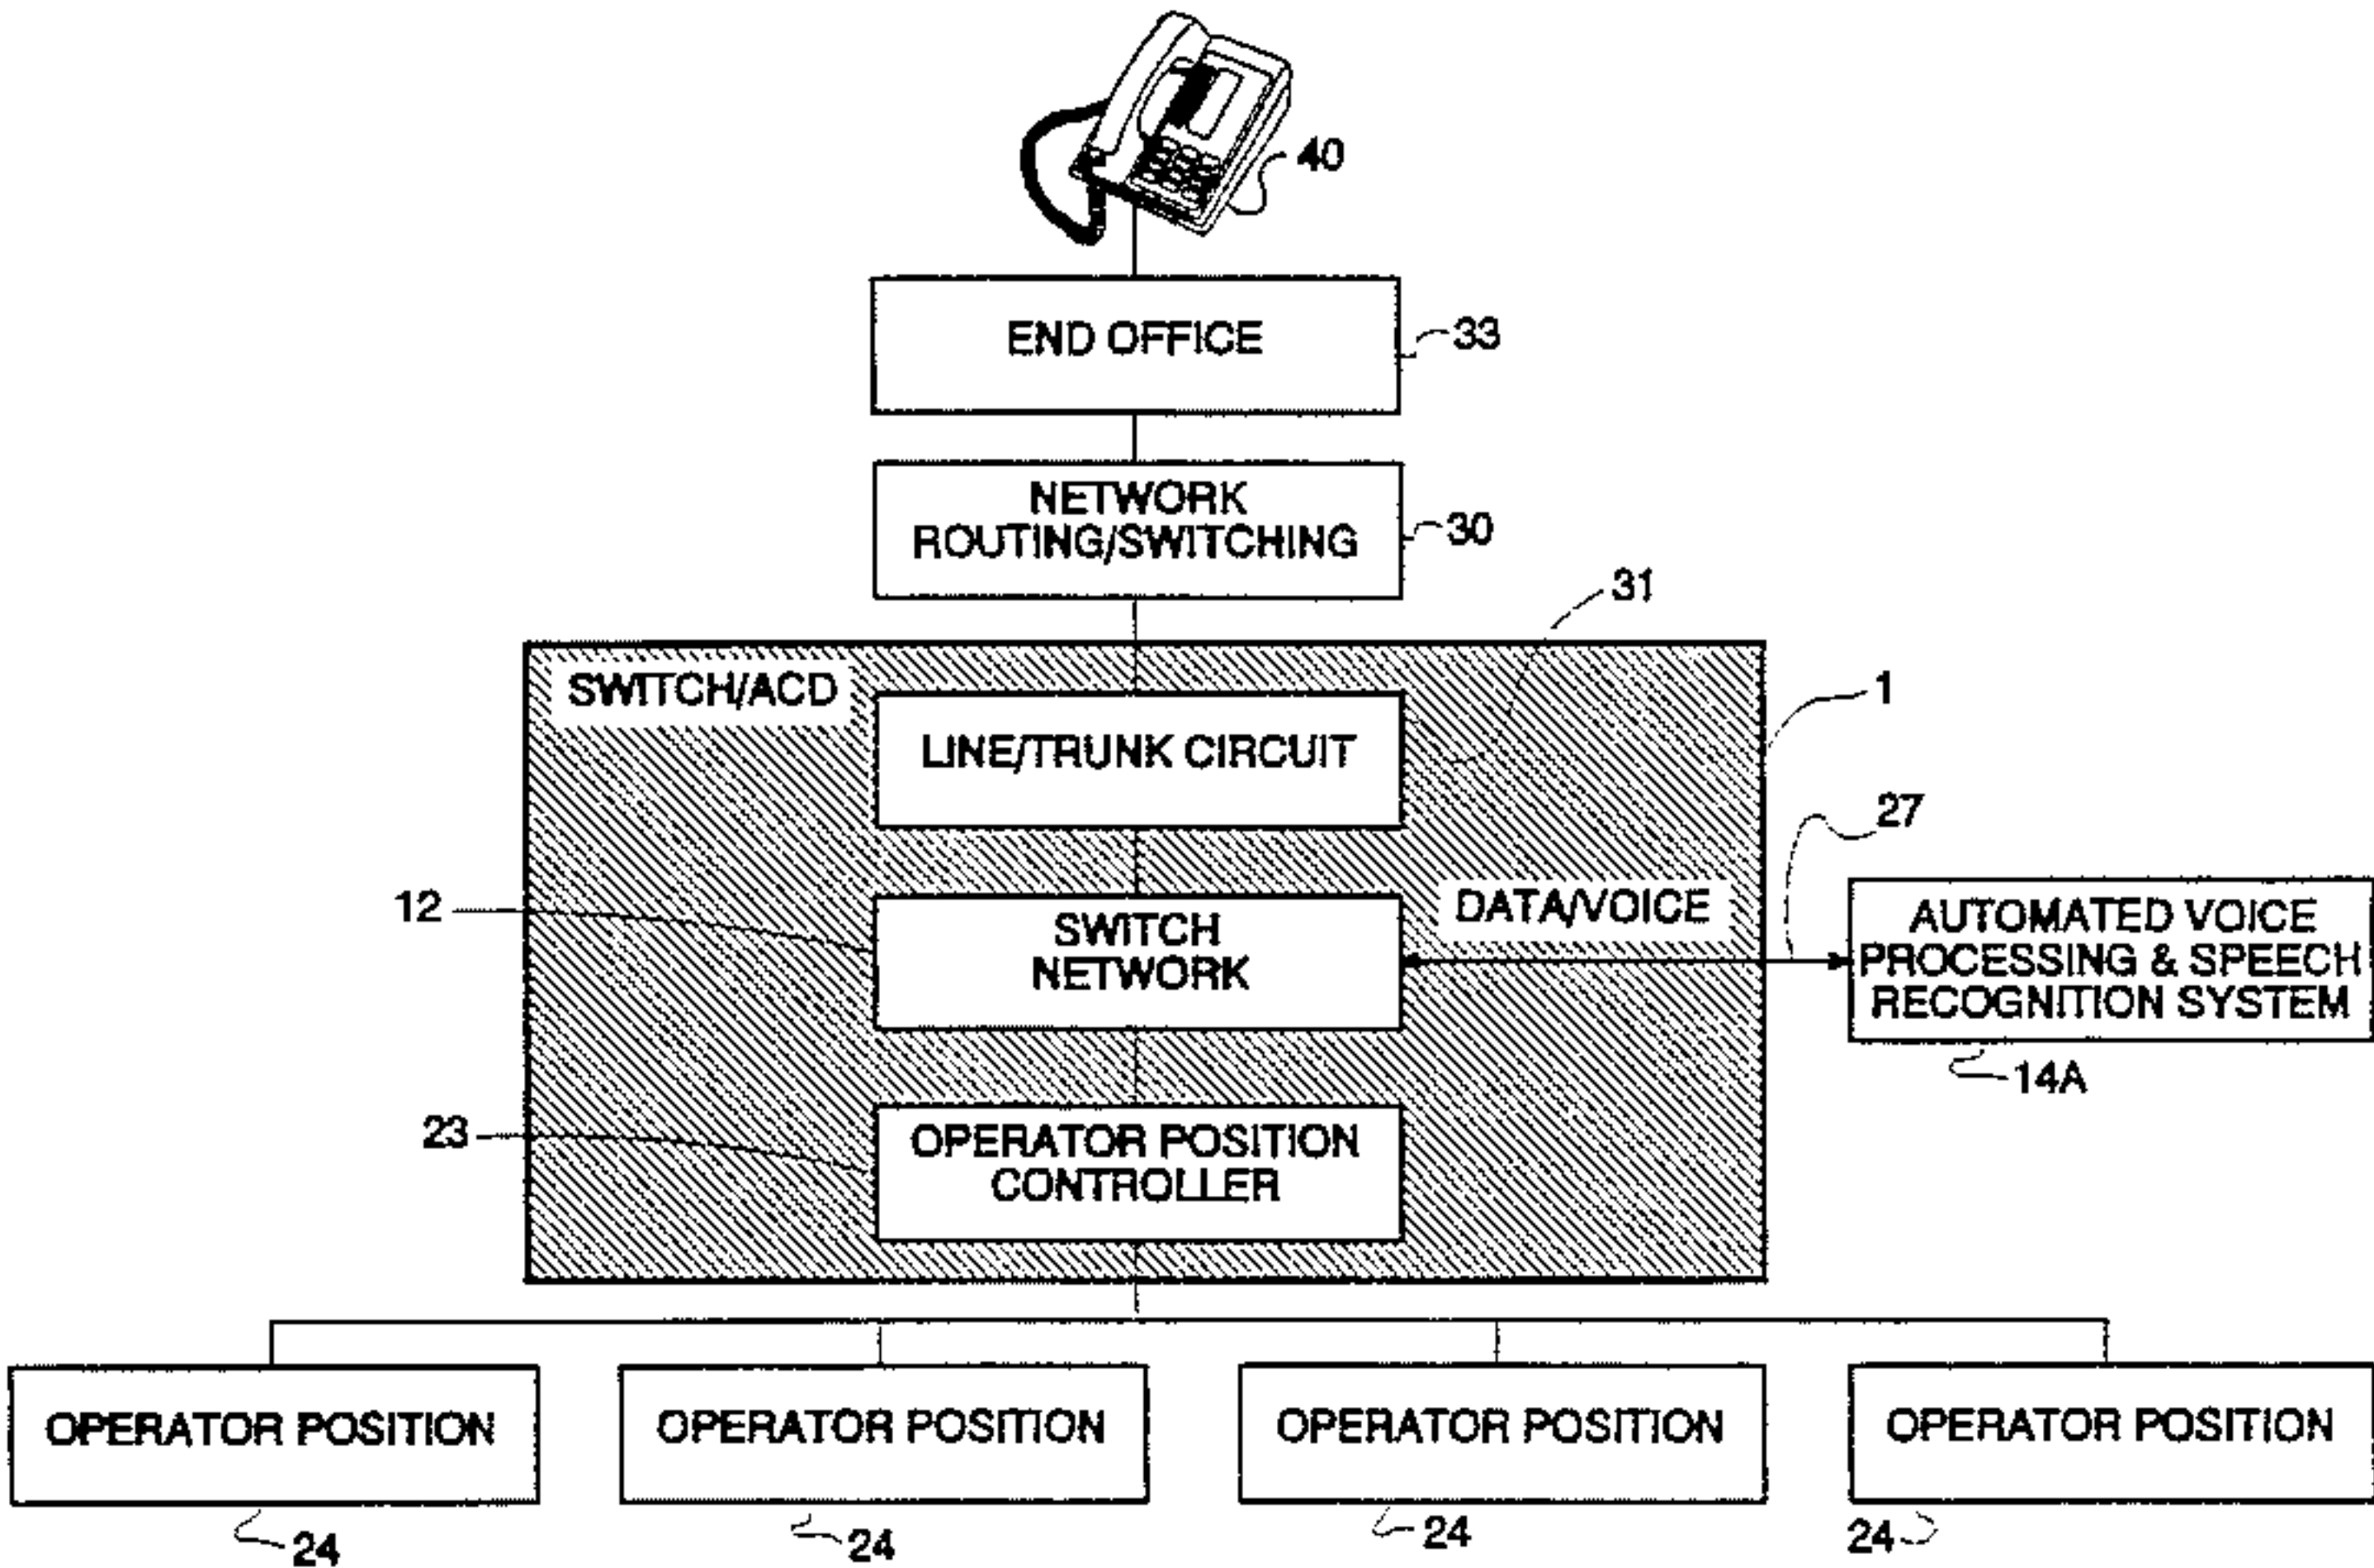 40
END OFFICE
33
NETWORK
ROUTING/SWITCHING
30
31
SWITCH/ACD
1
LINE/TRUNK CIRCUIT
27
12
SWITCH
NETWORK
DATA/VOICE
AUTOMATED VOICE
PROCESSING & SPEECH
RECOGNITION SYSTEM
14A
23
OPERATOR POSITION
CONTROLLER
OPERATOR POSITION
OPERATOR POSITION
OPERATOR POSITION
OPERATOR POSITION
24
24
24
24